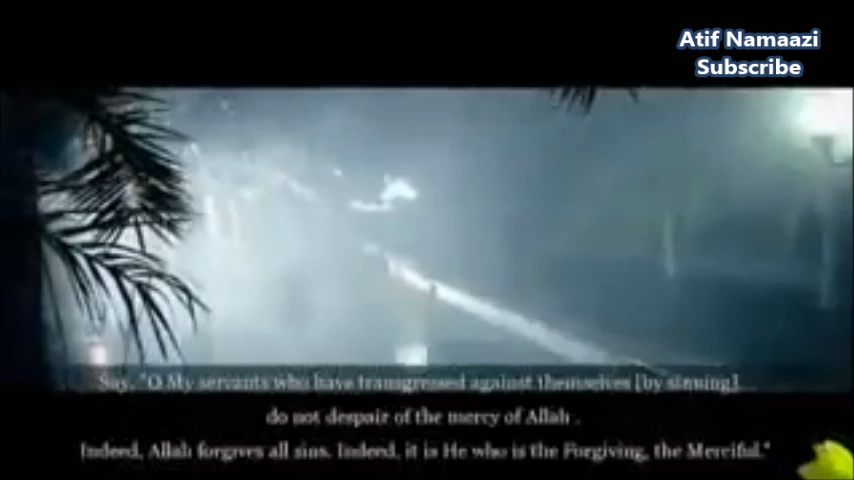 Atif Namaazi
Subscribe
Say, "O My servants who have transgressed against themselves [by sinning],
do not despair of the mercy of Allah .
Indeed, Allah forgives all sins. Indeed, it is He who is the Forgiving, the Merciful."